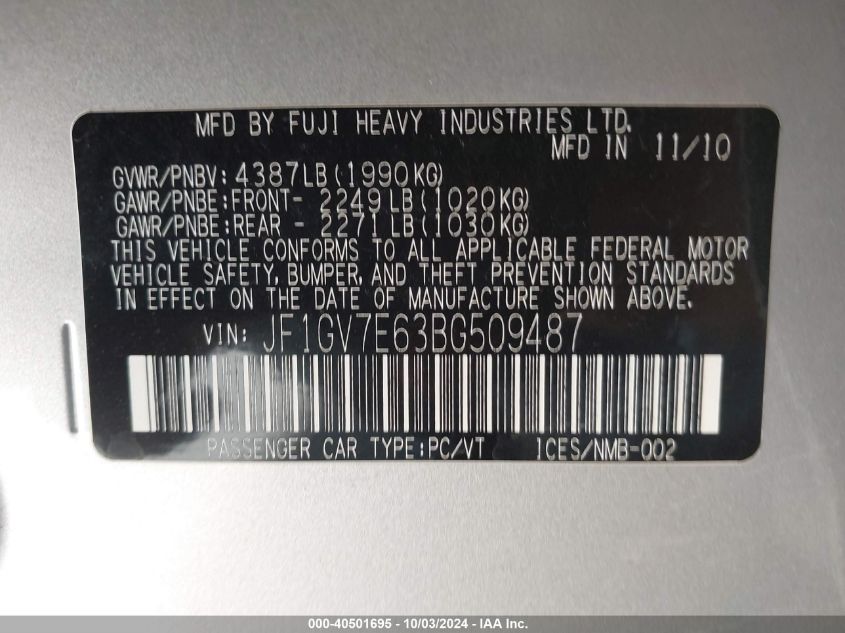 MFD BY FUJI HEAVY INDUSTRIES LTD.
MFD IN 11/10
GVWR/PNBV: 4387LB(1990KG)
GAWR/PNBE:FRONT- 2249LB(1020KG)
GAWR/PNBE:REAR - 2271LB(1030KG)
THIS VEHICLE CONFORMS TO ALL APPLICABLE FEDERAL MOTOR
VEHICLE SAFETY, BUMPER, AND THEFT PREVENTION STANDARDS
IN EFFECT ON THE DATE OF MANUFACTURE SHOWN ABOVE.
VIN: JF1GV7E63BG509487
PASSENGER CAR TYPE:PC/VT ICES/NMB-002
000-40501695 - 10/03/2024 - IAA Inc.